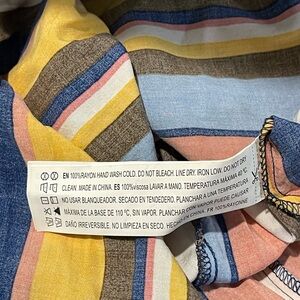 EN 100%RAYON HAND WASH COLD. DO NOT BLEACH. LINE DRY. IRON LOW. DO NOT DRY
CLEAN. MADE IN CHINA. ES 100%viscosa LAVAR A MANO. TEMPERATURA MÁXIMA 40 ºC.
NO USAR BLANQUEADOR. SECADO EN TENDEDERO. PLANCHAR A UNA TEMPERATURA
MÁXIMA DE LA BASE DE 110 ºC, SIN VAPOR. PLANCHAR CON VAPOR PUEDE CAUSAR
DAÑO IRREVERSIBLE. NO LIMPIEZA EN SECO. HECHO EN CHINA. FR 100%RAYONNE